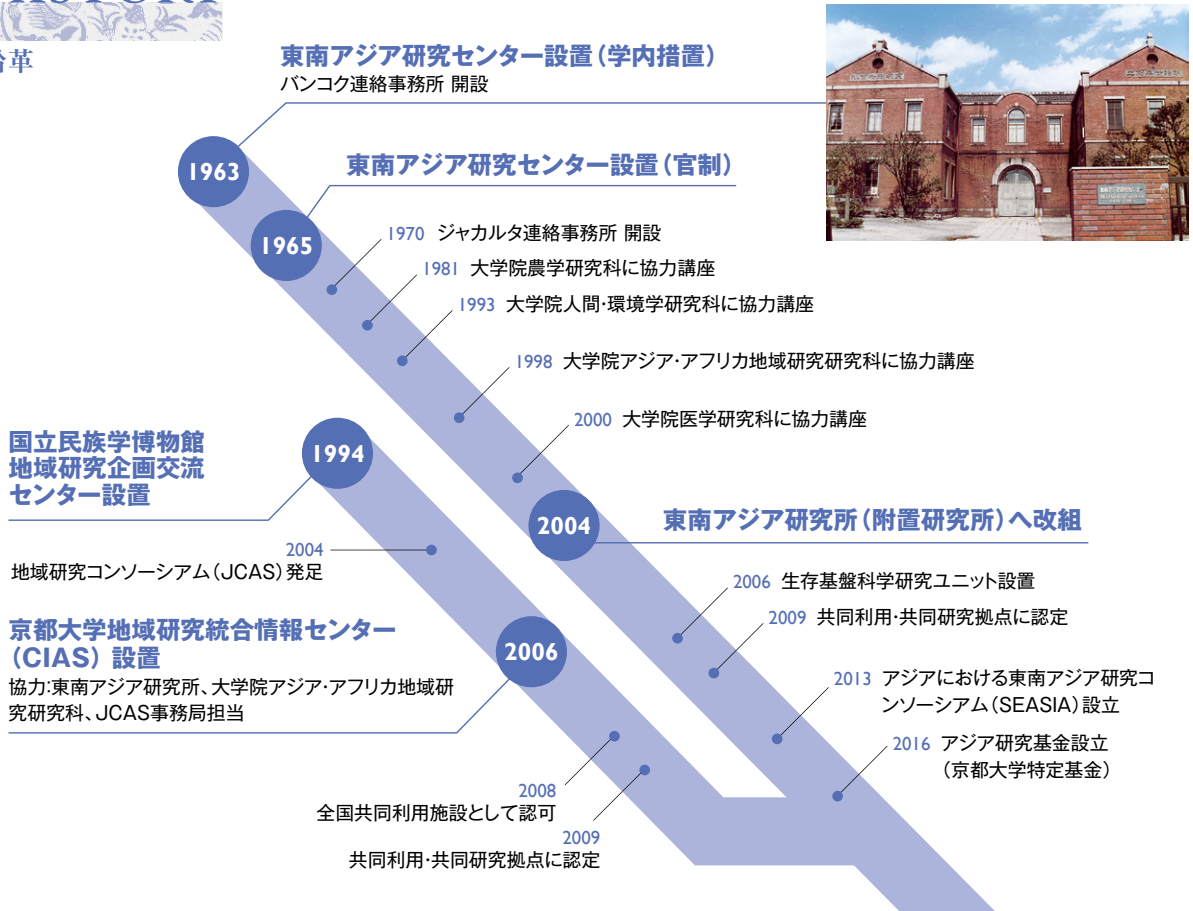 沿革
東南アジア研究センター設置（学内措置）
バンコク連絡事務所 開設
1963
東南アジア研究センター設置（官制）
1965
1970 ジャカルタ連絡事務所 開設
1981 大学院農学研究科に協力講座
1993 大学院人間・環境学研究科に協力講座
1998 大学院アジア・アフリカ地域研究研究科に協力講座
2000 大学院医学研究科に協力講座
2004
東南アジア研究所（附置研究所）へ改組
2006 生存基盤科学研究ユニット設置
2009 共同利用・共同研究拠点に認定
2013 アジアにおける東南アジア研究コ
ンソーシアム（SEASIA）設立
2016 アジア研究基金設立
（京都大学特定基金）
国立民族学博物館
地域研究企画交流
センター設置
1994
2004
地域研究コンソーシアム（JCAS）発足
京都大学地域研究統合情報センター
（CIAS） 設置
協力：東南アジア研究所、大学院アジア・アフリカ地域研
究研究科、JCAS事務局担当
2006
2008
全国共同利用施設として認可
2009
共同利用・共同研究拠点に認定